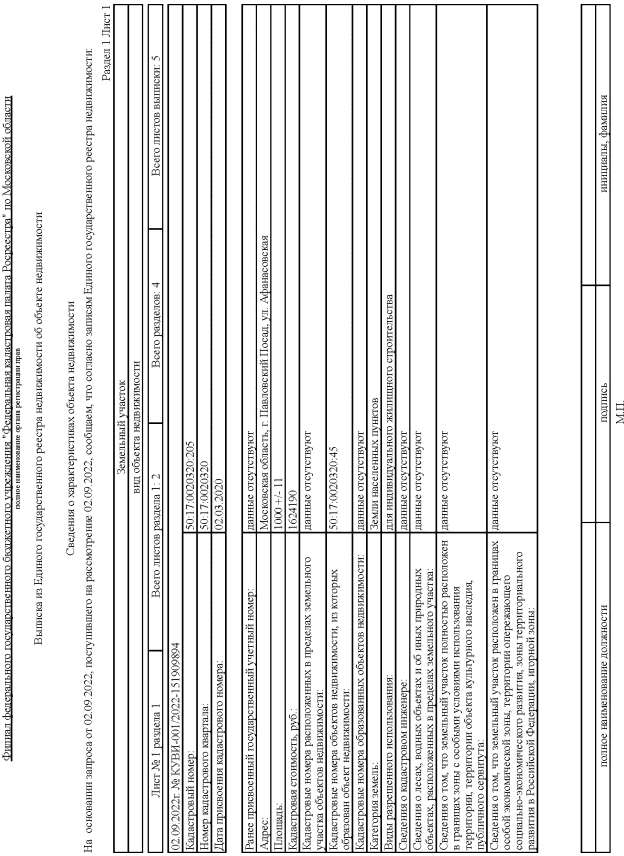 Филиал федерального государственного бюджетного учреждения "Федеральная кадастровая палата Росреестра" по Московской области
полное наименование органа регистрации прав
Выписка из Единого государственного реестра недвижимости об объекте недвижимости
Сведения о характеристиках объекта недвижимости
На основании запроса от 02.09.2022, поступившего на рассмотрение 02.09.2022, сообщаем, что согласно записям Единого государственного реестра недвижимости:
Раздел 1 Лист 1
Земельный участок
вид объекта недвижимости
Лист № 1 раздела 1 Всего листов раздела 1: 2 Всего разделов: 4 Всего листов выписки: 5
02.09.2022г. № КУВИ-001/2022-151909894
Кадастровый номер: 50:17:0020320:205
Номер кадастрового квартала: 50:17:0020320
Дата присвоения кадастрового номера: 02.03.2020
Ранее присвоенный государственный учетный номер: данные отсутствуют
Адрес: Московская область, г. Павловский Посад, ул. Афанасовская
Площадь: 1000 +/- 11
Кадастровая стоимость, руб.: 1624190
Кадастровые номера расположенных в пределах земельного данные отсутствуют
участка объектов недвижимости:
Кадастровые номера объектов недвижимости, из которых 50:17:0020320:45
образован объект недвижимости:
Кадастровые номера образованных объектов недвижимости: данные отсутствуют
Категория земель: Земли населенных пунктов
Виды разрешенного использования: для индивидуального жилищного строительства
Сведения о кадастровом инженере: данные отсутствуют
Сведения о лесах, водных объектах и об иных природных данные отсутствуют
объектах, расположенных в пределах земельного участка:
Сведения о том, что земельный участок полностью расположен данные отсутствуют
в границах зоны с особыми условиями использования
территории, территории объекта культурного наследия,
публичного сервитута:
Сведения о том, что земельный участок расположен в границах данные отсутствуют
особой экономической зоны, территории опережающего
социально-экономического развития, зоны территориального
развития в Российской Федерации, игорной зоны:
полное наименование должности подпись инициалы, фамилия
М.П.